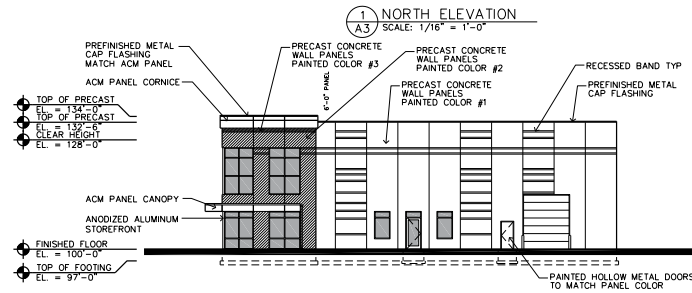 1
A3
NORTH ELEVATION
SCALE: 1/16" = 1'-0"
PREFINISHED METAL
CAP FLASHING
MATCH ACM PANEL
ACM PANEL CORNICE
PRECAST CONCRETE
WALL PANELS
PAINTED COLOR #3
6'-0" PANEL
PRECAST CONCRETE
WALL PANELS
PAINTED COLOR #2
PRECAST CONCRETE
WALL PANELS
PAINTED COLOR #1
RECESSED BAND TYP
PREFINISHED METAL
CAP FLASHING
TOP OF PRECAST
EL. = 134'-0"
TOP OF PRECAST
EL. = 132'-6"
CLEAR HEIGHT
EL. = 128'-0"
ACM PANEL CANOPY
ANODIZED ALUMINUM
STOREFRONT
FINISHED FLOOR
EL. = 100'-0"
TOP OF FOOTING
EL. = 97'-0"
PAINTED HOLLOW METAL DOORS
TO MATCH PANEL COLOR